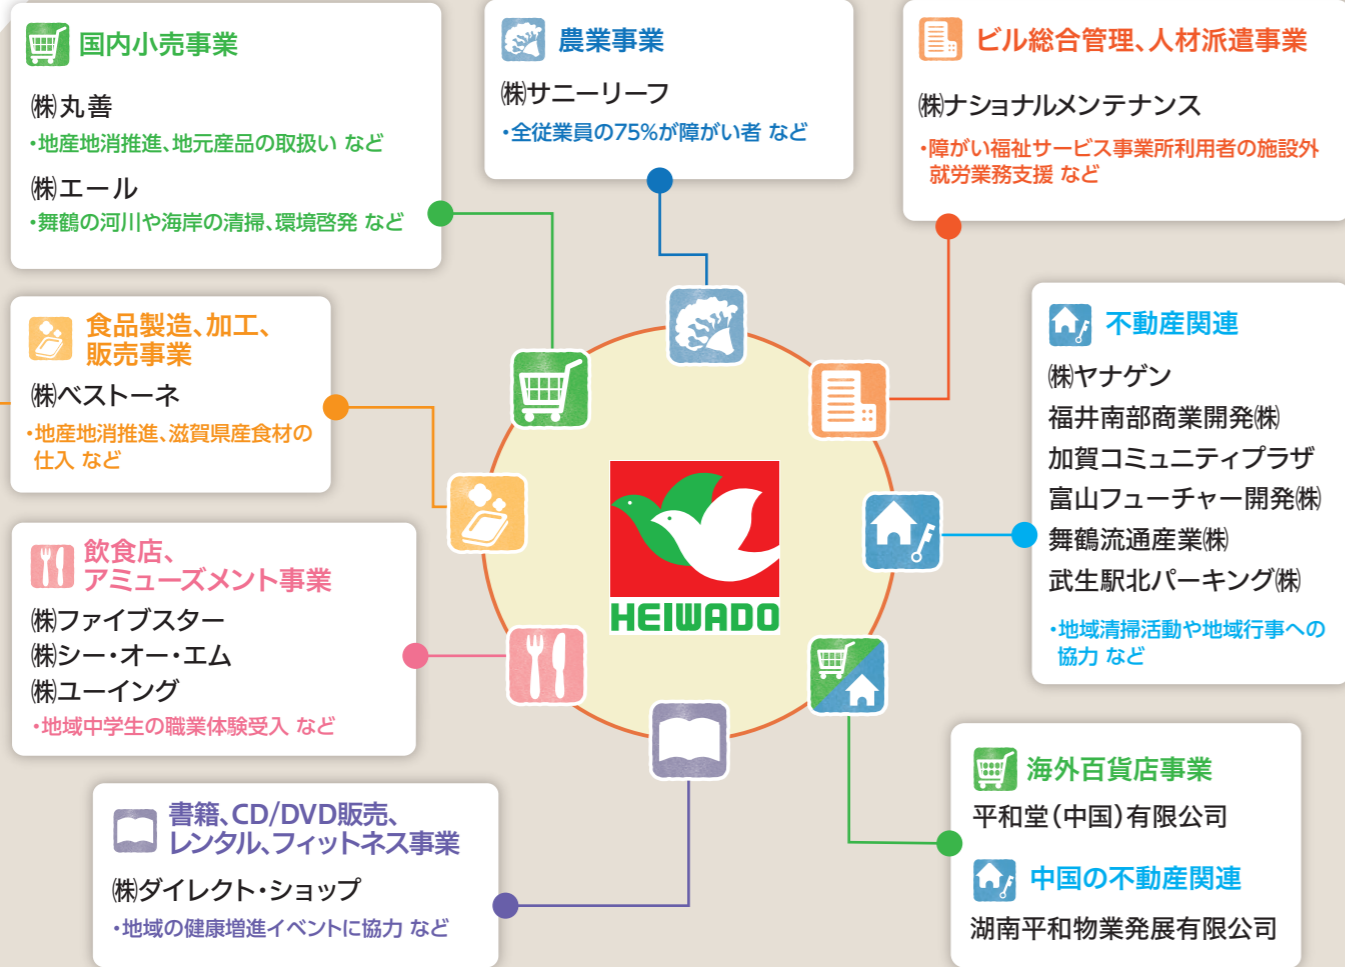 国内小売事業
㈱丸善
・地産地消推進、地元産品の取扱い など
㈱エール
・舞鶴の河川や海岸の清掃、環境啓発 など
農業事業
㈱サニーリーフ
・全従業員の75%が障がい者 など
ビル総合管理、人材派遣事業
㈱ナショナルメンテナンス
・障がい福祉サービス事業所利用者の施設外
就労業務支援 など
食品製造、加工、
販売事業
㈱ベストーネ
・地産地消推進、滋賀県産食材の
仕入 など
不動産関連
㈱ヤナゲン
福井南部商業開発㈱
加賀コミュニティプラザ
富山フューチャー開発㈱
舞鶴流通産業㈱
武生駅北パーキング㈱
・地域清掃活動や地域行事への
協力 など
HEIWADO
飲食店、
アミューズメント事業
㈱ファイブスター
㈱シー・オー・エム
㈱ユーイング
・地域中学生の職業体験受入 など
書籍、CD/DVD販売、
レンタル、フィットネス事業
㈱ダイレクト・ショップ
・地域の健康増進イベントに協力 など
海外百貨店事業
平和堂(中国)有限公司
中国の不動産関連
湖南平和物業発展有限公司